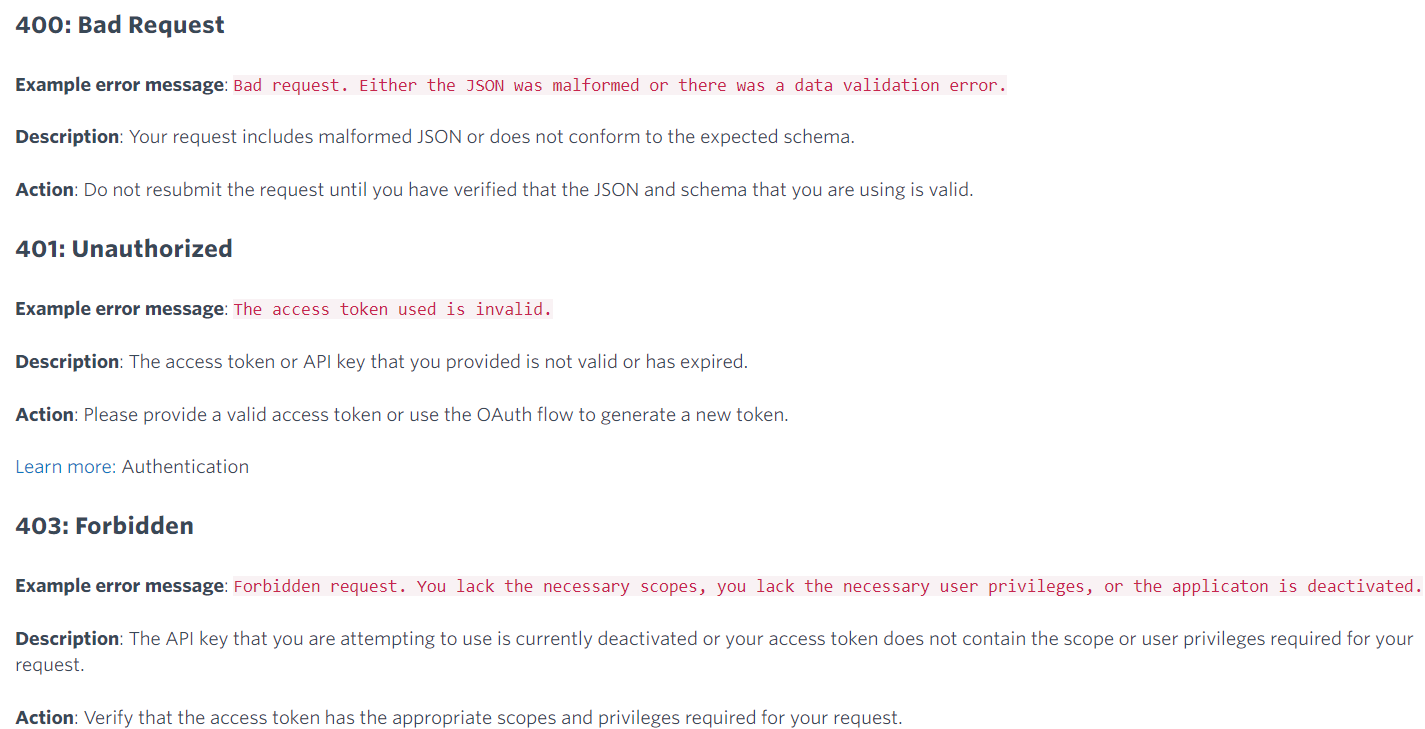 400: Bad Request
Example error message: Bad request. Either the JSON was malformed or there was a data validation error.
Description: Your request includes malformed JSON or does not conform to the expected schema.
Action: Do not resubmit the request until you have verified that the JSON and schema that you are using is valid.
401: Unauthorized
Example error message: The access token used is invalid.
Description: The access token or API key that you provided is not valid or has expired.
Action: Please provide a valid access token or use the OAuth flow to generate a new token.
Learn more: Authentication
403: Forbidden
Example error message: Forbidden request. You lack the necessary scopes, you lack the necessary user privileges, or the applicaton is deactivated.
Description: The API key that you are attempting to use is currently deactivated or your access token does not contain the scope or user privileges required for your
request.
Action: Verify that the access token has the appropriate scopes and privileges required for your request.